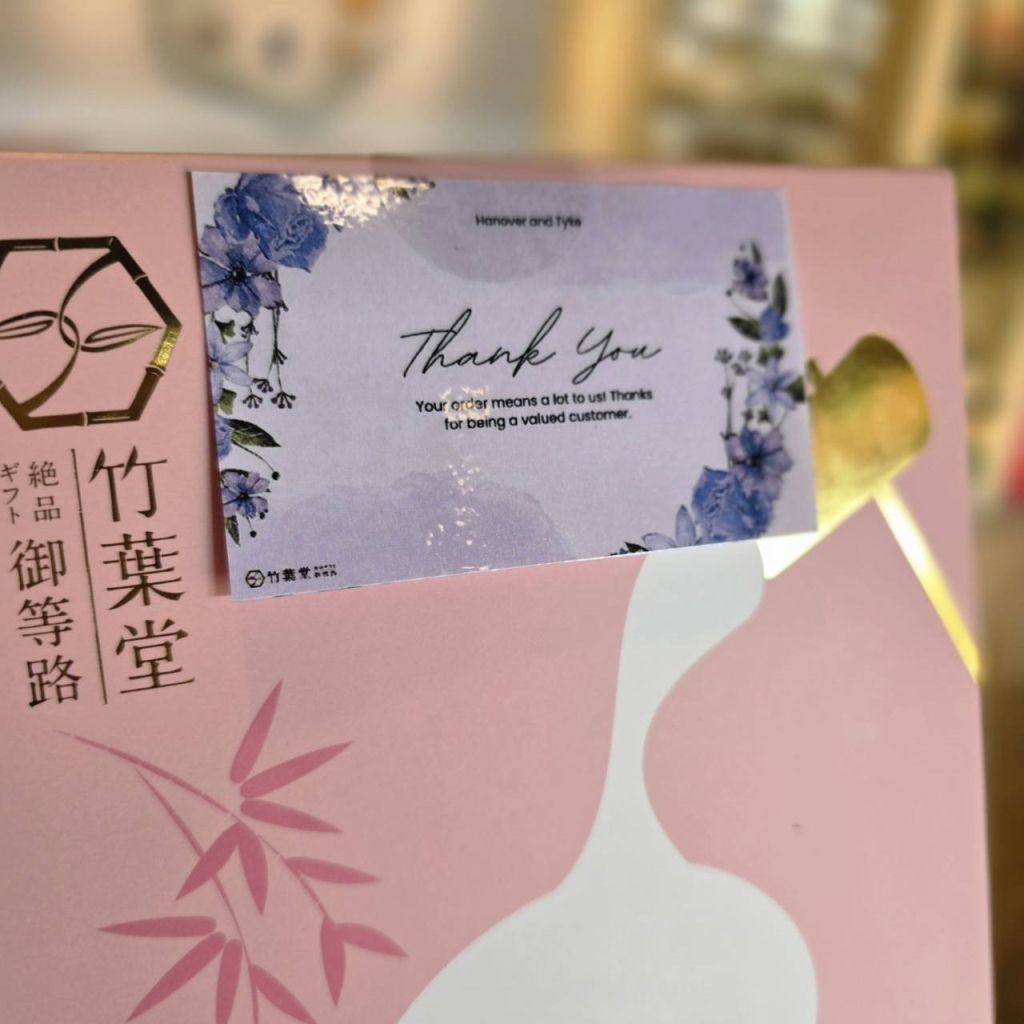 Hanover and Tyke
Thank You
Your order means a lot to us! Thanks
for being a valued customer.
竹葉堂
竹葉堂
絶品
ギフト
御等路